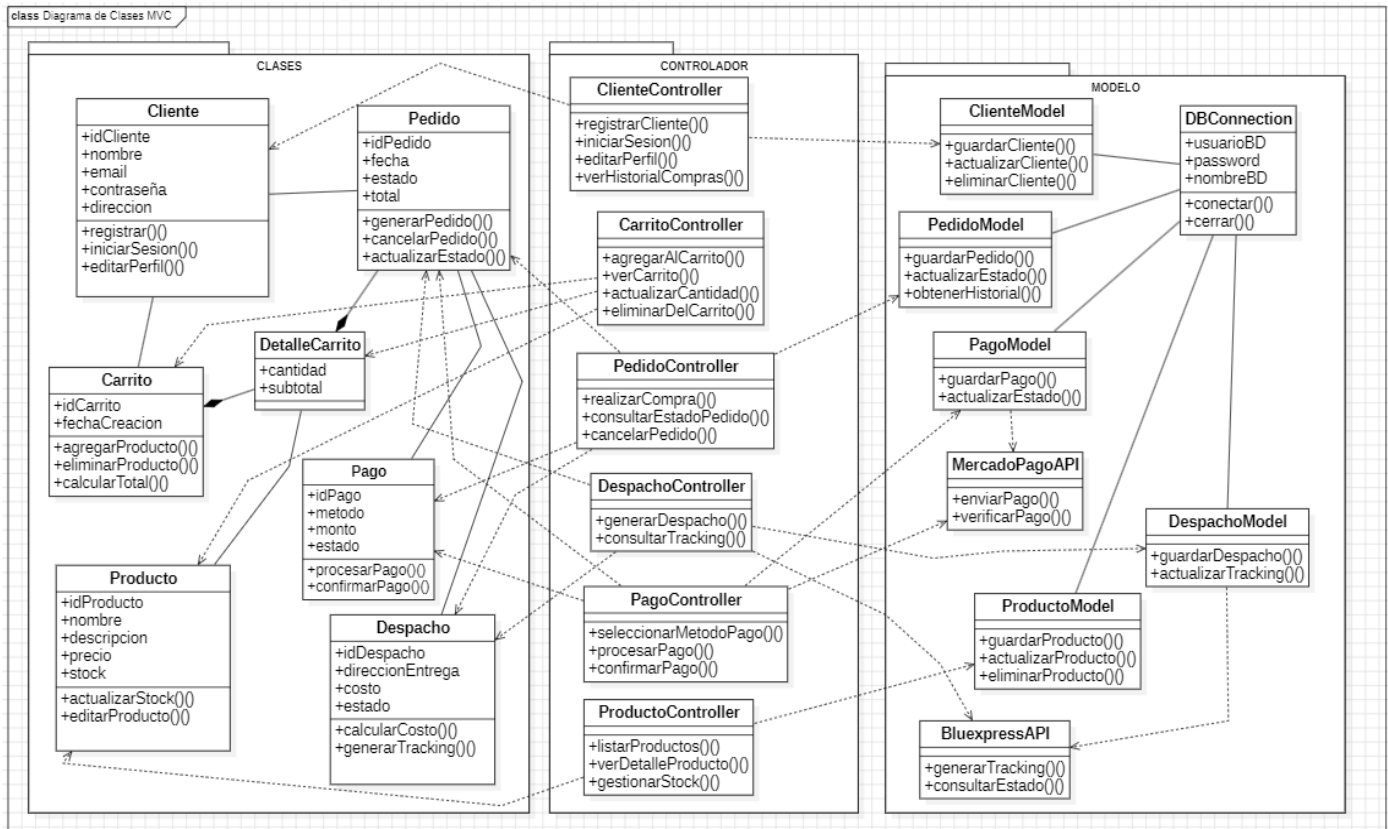 class Diagrama de Clases MVC
CLASES
Cliente
+idCliente
+nombre
+email
+contraseña
+direccion
+registrar()()
+iniciarSesion()()
+editarPerfil()()
Pedido
+idPedido
+fecha
+estado
+total
+generarPedido()()
+cancelarPedido()()
+actualizarEstado()()
DetalleCarrito
+cantidad
+subtotal
Carrito
+idCarrito
+fechaCreacion
+agregarProducto()()
+eliminarProducto()()
+calcularTotal()()
Pago
+idPago
+metodo
+monto
+estado
+procesarPago()()
+confirmarPago()()
Producto
+idProducto
+nombre
+descripcion
+precio
+stock
+actualizarStock()()
+editarProducto()()
Despacho
+idDespacho
+direccionEntrega
+costo
+estado
+calcularCosto()()
+generarTracking()()
CONTROLADOR
ClienteController
+registrarCliente()()
+iniciarSesion()()
+editarPerfil()()
+verHistorialCompras()()
CarritoController
+agregarAlCarrito()()
+verCarrito()()
+actualizarCantidad()()
+eliminarDelCarrito()()
PedidoController
+realizarCompra()()
+consultarEstadoPedido()()
+cancelarPedido()()
DespachoController
+generarDespacho()()
+consultarTracking()()
PagoController
+seleccionarMetodoPago()()
+procesarPago()()
+confirmarPago()()
ProductoController
+listarProductos()()
+verDetalleProducto()()
+gestionarStock()()
MODELO
ClienteModel
+guardarCliente()()
+actualizarCliente()()
+eliminarCliente()()
DBConnection
+usuarioBD
+password
+nombreBD
+conectar()()
+cerrar()()
PedidoModel
+guardarPedido()()
+actualizarEstado()()
+obtenerHistorial()()
PagoModel
+guardarPago()()
+actualizarEstado()()
MercadoPagoAPI
+enviarPago()()
+verificarPago()()
DespachoModel
+guardarDespacho()()
+actualizarTracking()()
ProductoModel
+guardarProducto()()
+actualizarProducto()()
+eliminarProducto()()
BluexpressAPI
+generarTracking()()
+consultarEstado()()